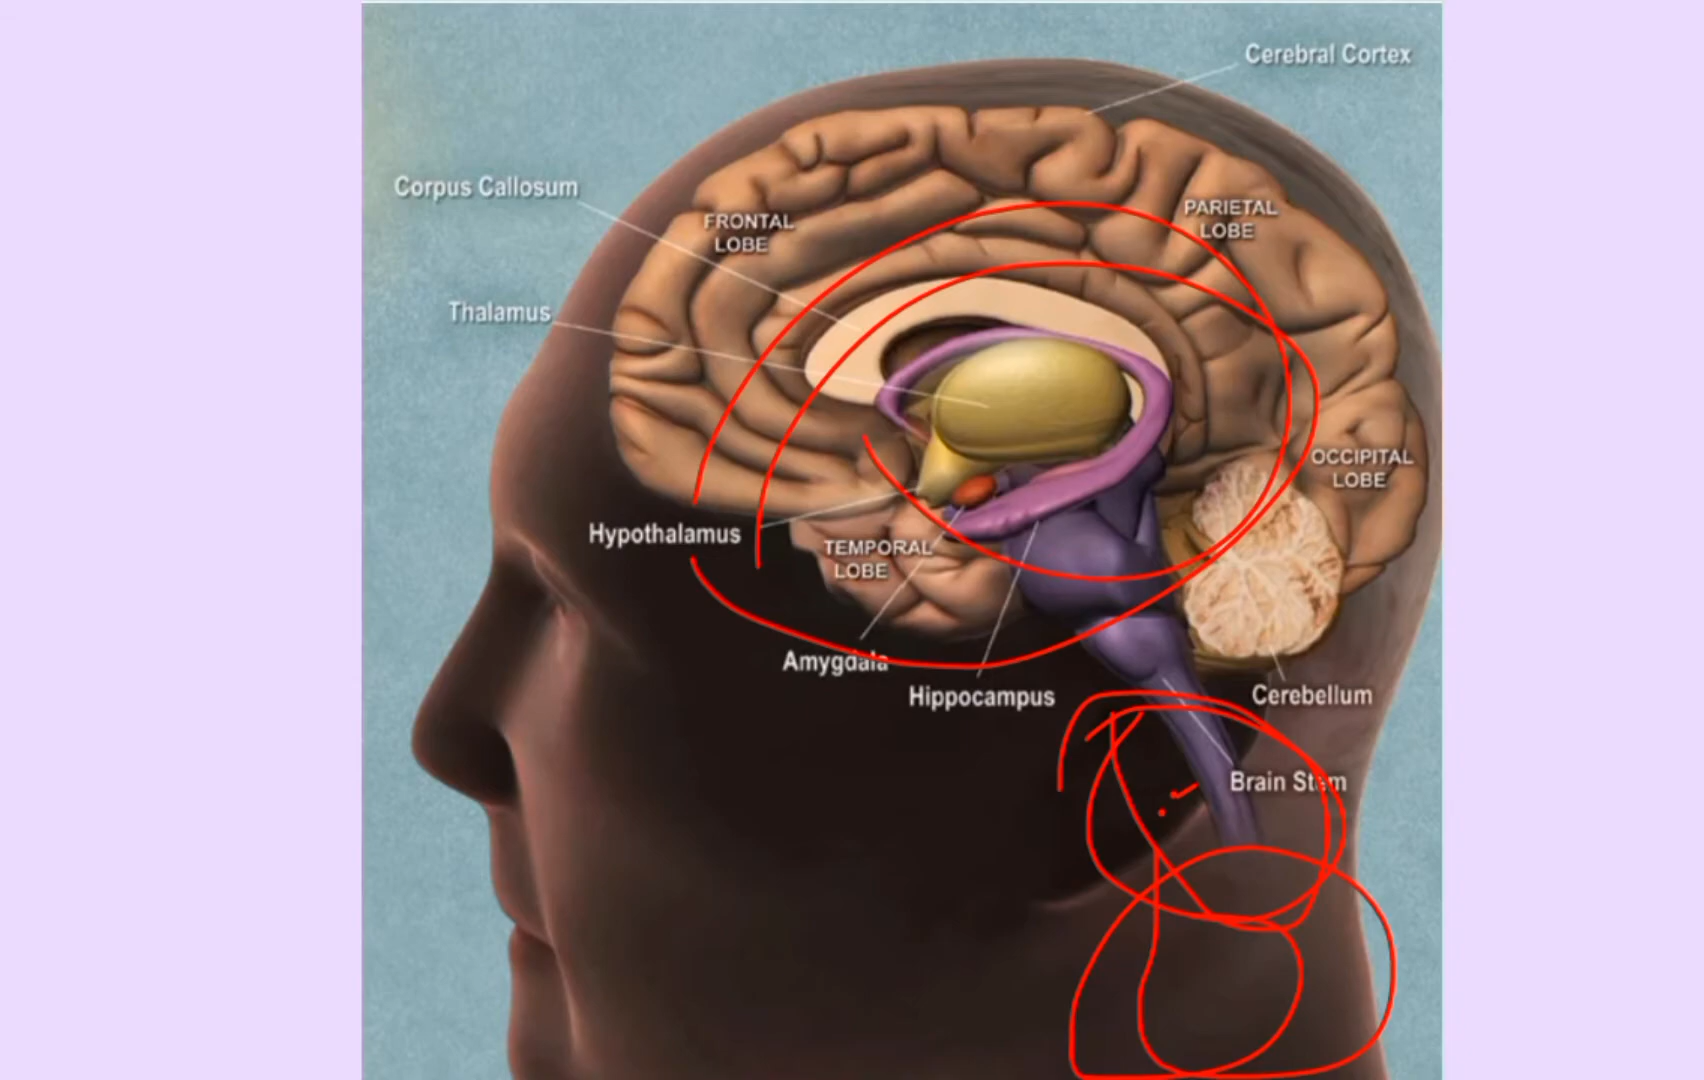 Cerebral Cortex
Corpus Callosum
FRONTAL
LOBE
PARIETAL
LOBE
Thalamus
OCCIPITAL
LOBE
Hypothalamus
TEMPORAL
LOBE
Amygdala
Hippocampus
Cerebellum
Brain Stem